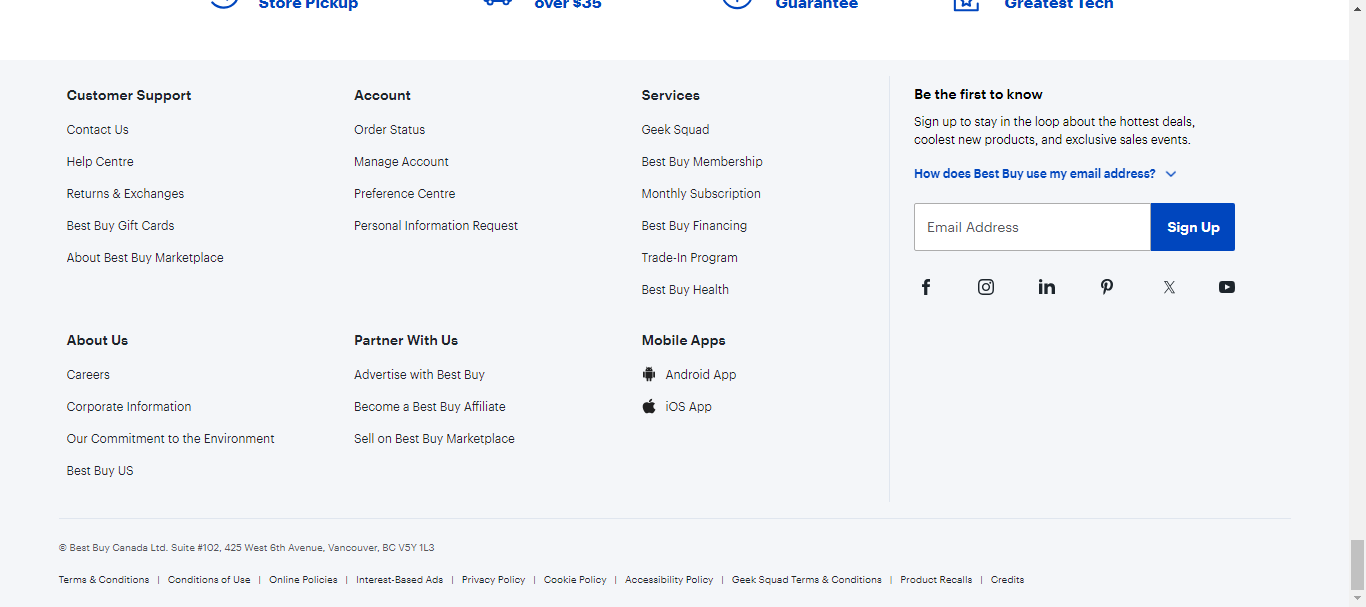 Store Pickup
over $35
Guarantee
Greatest Tech
Customer Support
Contact Us
Help Centre
Returns & Exchanges
Best Buy Gift Cards
About Best Buy Marketplace
Account
Order Status
Manage Account
Preference Centre
Personal Information Request
Services
Geek Squad
Best Buy Membership
Monthly Subscription
Best Buy Financing
Trade-In Program
Best Buy Health
About Us
Careers
Corporate Information
Our Commitment to the Environment
Best Buy US
Partner With Us
Advertise with Best Buy
Become a Best Buy Affiliate
Sell on Best Buy Marketplace
Mobile Apps
Android App
iOS App
Be the first to know
Sign up to stay in the loop about the hottest deals,
coolest new products, and exclusive sales events.
How does Best Buy use my email address?
Email Address
Sign Up
© Best Buy Canada Ltd. Suite #102, 425 West 6th Avenue, Vancouver, BC V5Y 1L3
Terms & Conditions | Conditions of Use | Online Policies | Interest-Based Ads | Privacy Policy | Cookie Policy | Accessibility Policy | Geek Squad Terms & Conditions | Product Recalls | Credits